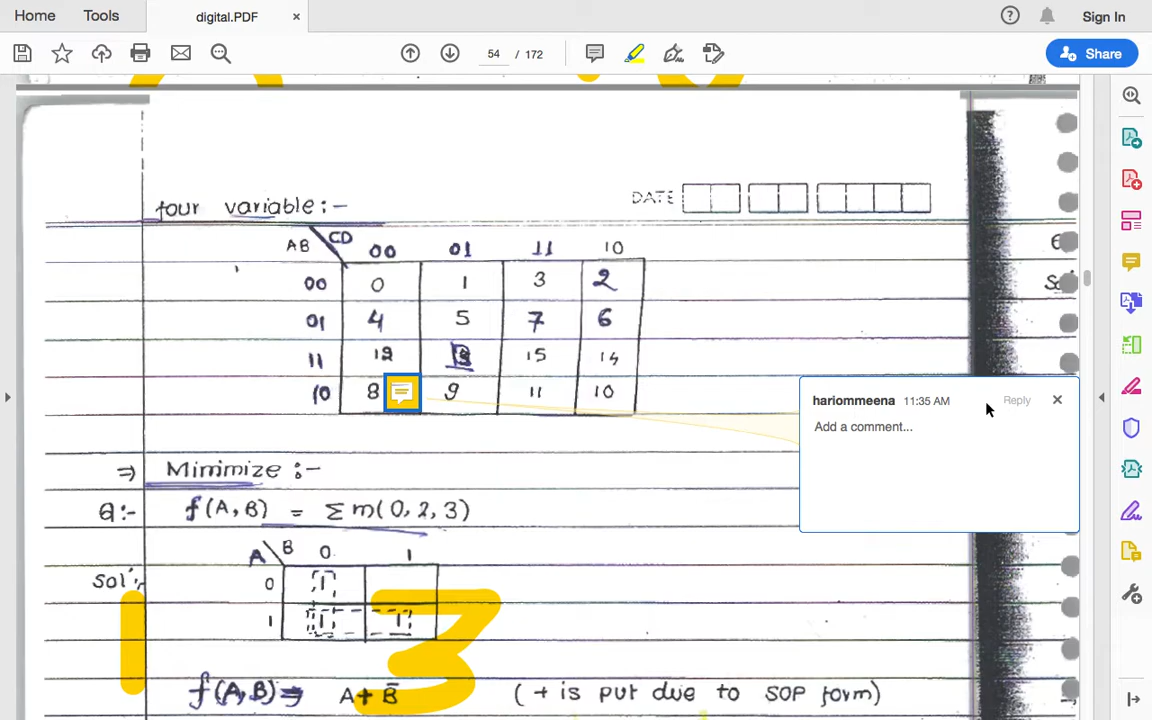 Home Tools digital.PDF × Sign In
54 / 172 Share
four variable:-
DATE
AB CD 00 01 11 10
00 0 1 3 2
01 4 5 7 6
11 12 15 14
10 8 9 11 10
hariommeena 11:35 AM Reply
Add a comment...
⇒ Minimize :-
Q:- f(A,B) = Σm(0, 2, 3)
A B 0 1
Sol:
0 1
1 1 1
1 3
f(A,B) ⇒ A + B̄ (+ is put due to SOP form)